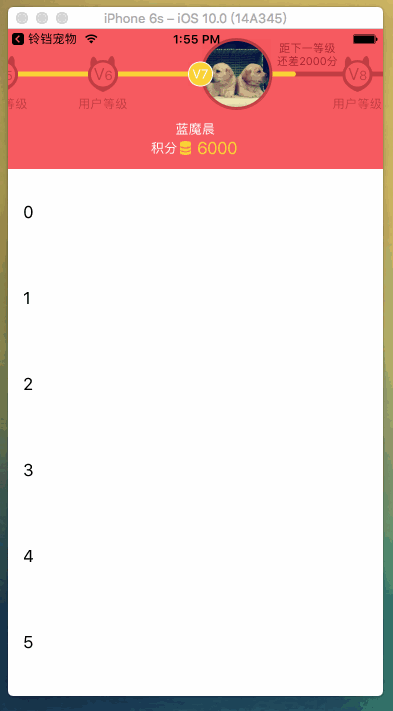 iPhone 6s – iOS 10.0 (14A345)
铃铛宠物 1:55 PM
距下一等级
还差2000分
5 V6 V7 V8
等级 用户等级 用户等级
蓝魔晨
积分 6000
0
1
2
3
4
5